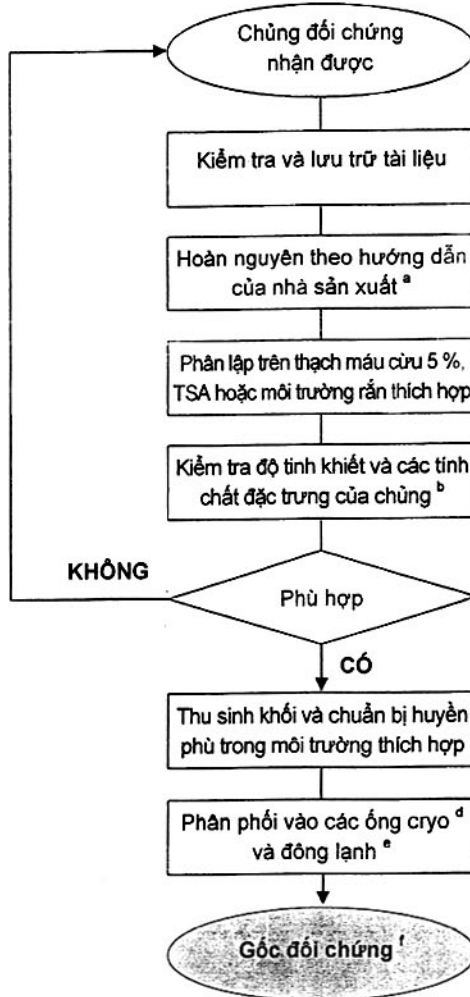 Chủng đối chứng
nhận được
Kiểm tra và lưu trữ tài liệu
Hoàn nguyên theo hướng dẫn
của nhà sản xuất ᵃ
Phân lập trên thạch máu cừu 5 %,
TSA hoặc môi trường rắn thích hợp
Kiểm tra độ tinh khiết và các tính
chất đặc trưng của chủng ᵇ
KHÔNG
Phù hợp
CÓ
Thu sinh khối và chuẩn bị huyền
phù trong môi trường thích hợp
Phân phối vào các ống cryo ᵈ
và đông lạnh ᵉ
Gốc đối chứng ᶠ